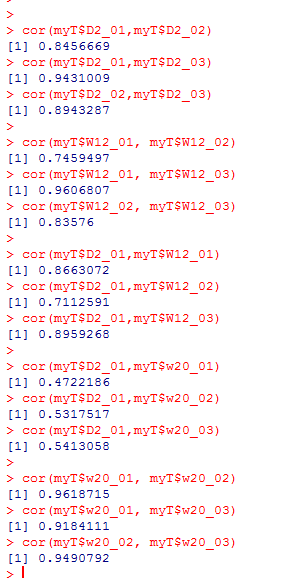 >
>
> cor(myT$D2_01,myT$D2_02)
[1] 0.8456669
> cor(myT$D2_01,myT$D2_03)
[1] 0.9431009
> cor(myT$D2_02,myT$D2_03)
[1] 0.8943287
>
> cor(myT$W12_01, myT$W12_02)
[1] 0.7459497
> cor(myT$W12_01, myT$W12_03)
[1] 0.9606807
> cor(myT$W12_02, myT$W12_03)
[1] 0.83576
>
> cor(myT$D2_01,myT$W12_01)
[1] 0.8663072
> cor(myT$D2_01,myT$W12_02)
[1] 0.7112591
> cor(myT$D2_01,myT$W12_03)
[1] 0.8959268
>
> cor(myT$D2_01,myT$w20_01)
[1] 0.4722186
> cor(myT$D2_01,myT$w20_02)
[1] 0.5317517
> cor(myT$D2_01,myT$w20_03)
[1] 0.5413058
>
> cor(myT$w20_01, myT$w20_02)
[1] 0.9618715
> cor(myT$w20_01, myT$w20_03)
[1] 0.9184111
> cor(myT$w20_02, myT$w20_03)
[1] 0.9490792
>